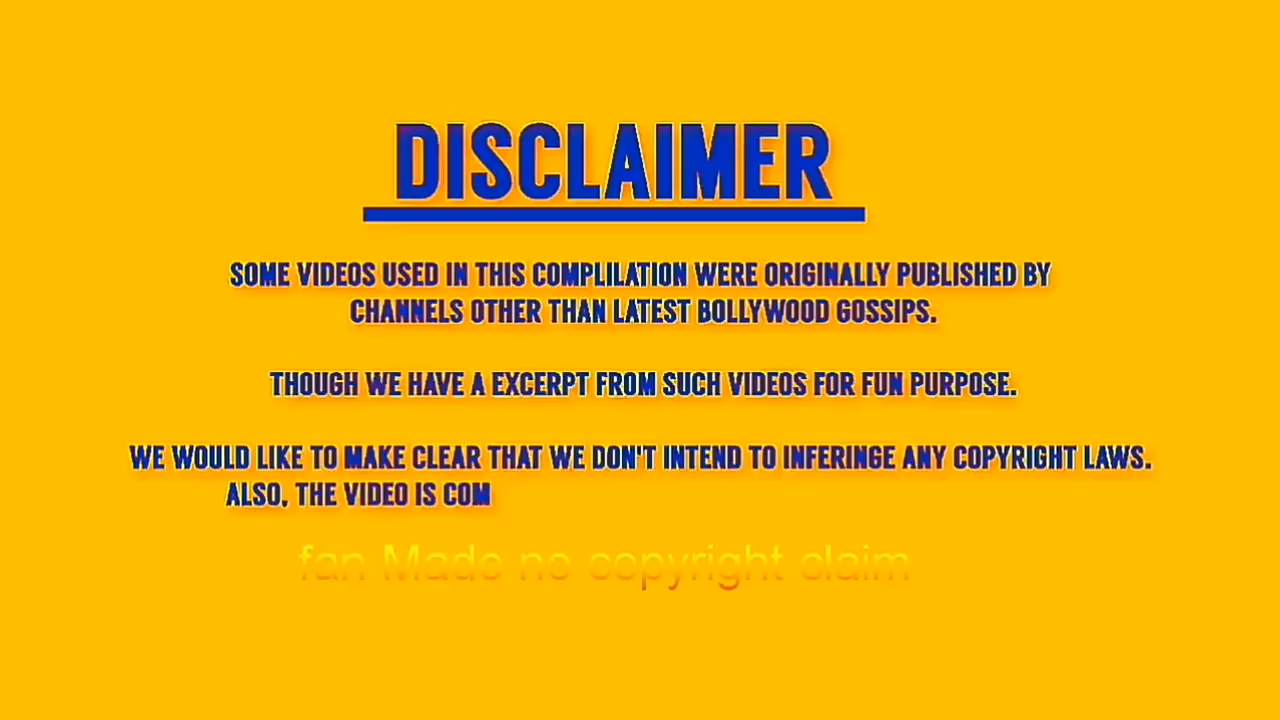 DISCLAIMER
SOME VIDEOS USED IN THIS COMPLILATION WERE ORIGINALLY PUBLISHED BY
CHANNELS OTHER THAN LATEST BOLLYWOOD GOSSIPS.
THOUGH WE HAVE A EXCERPT FROM SUCH VIDEOS FOR FUN PURPOSE.
WE WOULD LIKE TO MAKE CLEAR THAT WE DON'T INTEND TO INFERINGE ANY COPYRIGHT LAWS.
ALSO, THE VIDEO IS COM
fan Made no copyright claim